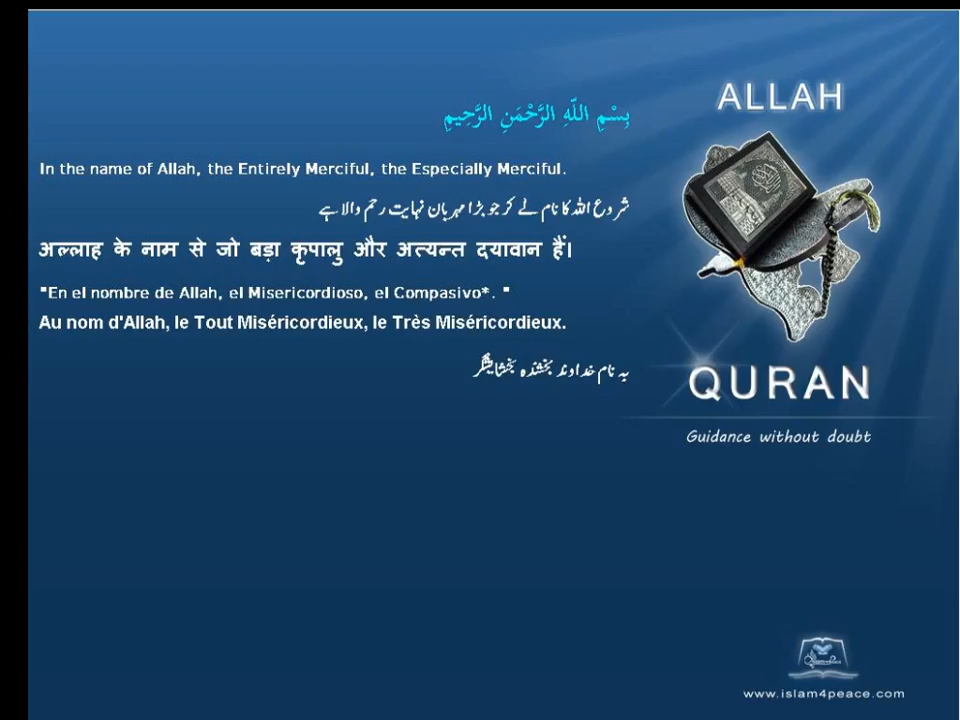 بِسْمِ اللَّهِ الرَّحْمَنِ الرَّحِيمِ
In the name of Allah, the Entirely Merciful, the Especially Merciful.
شروع الله کا نام لے کر جو بڑا مہربان نہایت رحم والا ہے
अल्लाह के नाम से जो बड़ा कृपालु और अत्यन्त दयावान हैं।
"En el nombre de Allah, el Misericordioso, el Compasivo*. "
Au nom d'Allah, le Tout Miséricordieux, le Très Miséricordieux.
به نام خداوند بخشنده بخشایشگر
ALLAH
QURAN
Guidance without doubt
www.islam4peace.com